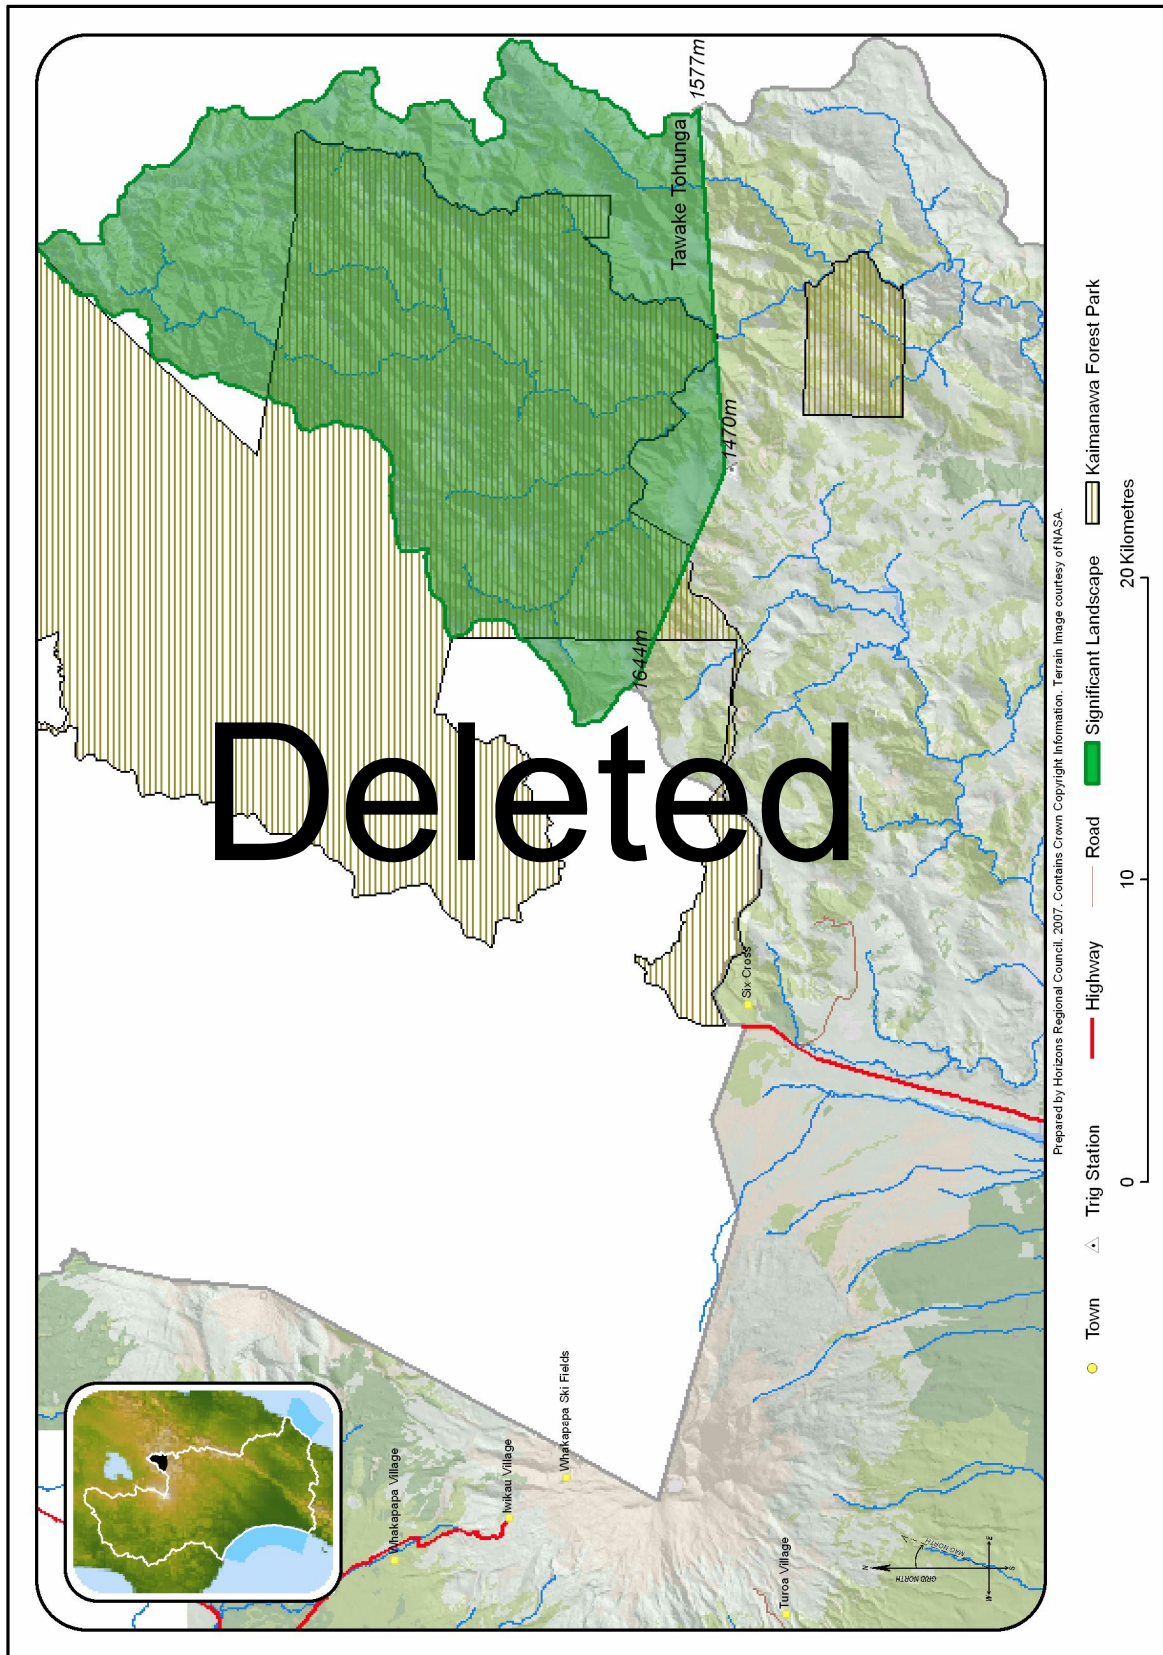 Deleted
1577m
Tawake Tohunga
1470m
1644m
Six Cross
Whakapapa Village
Iwikau Village
Whakapapa Ski Fields
Turoa Village
N
E
S
W
GRID NORTH
MAG NORTH
Prepared by Horizons Regional Council. 2007. Contains Crown Copyright Information. Terrain Image courtesy of NASA.
Town
Trig Station
Highway
Road
Significant Landscape
Kaimanawa Forest Park
0
10
20 Kilometres